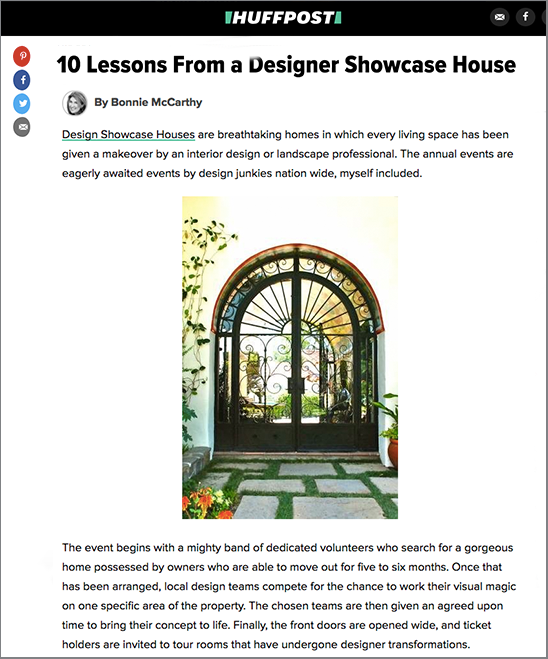 HUFFPOST
10 Lessons From a Designer Showcase House
By Bonnie McCarthy
Design Showcase Houses are breathtaking homes in which every living space has been
given a makeover by an interior design or landscape professional. The annual events are
eagerly awaited events by design junkies nation wide, myself included.
The event begins with a mighty band of dedicated volunteers who search for a gorgeous
home possessed by owners who are able to move out for five to six months. Once that
has been arranged, local design teams compete for the chance to work their visual magic
on one specific area of the property. The chosen teams are then given an agreed upon
time to bring their concept to life. Finally, the front doors are opened wide, and ticket
holders are invited to tour rooms that have undergone designer transformations.